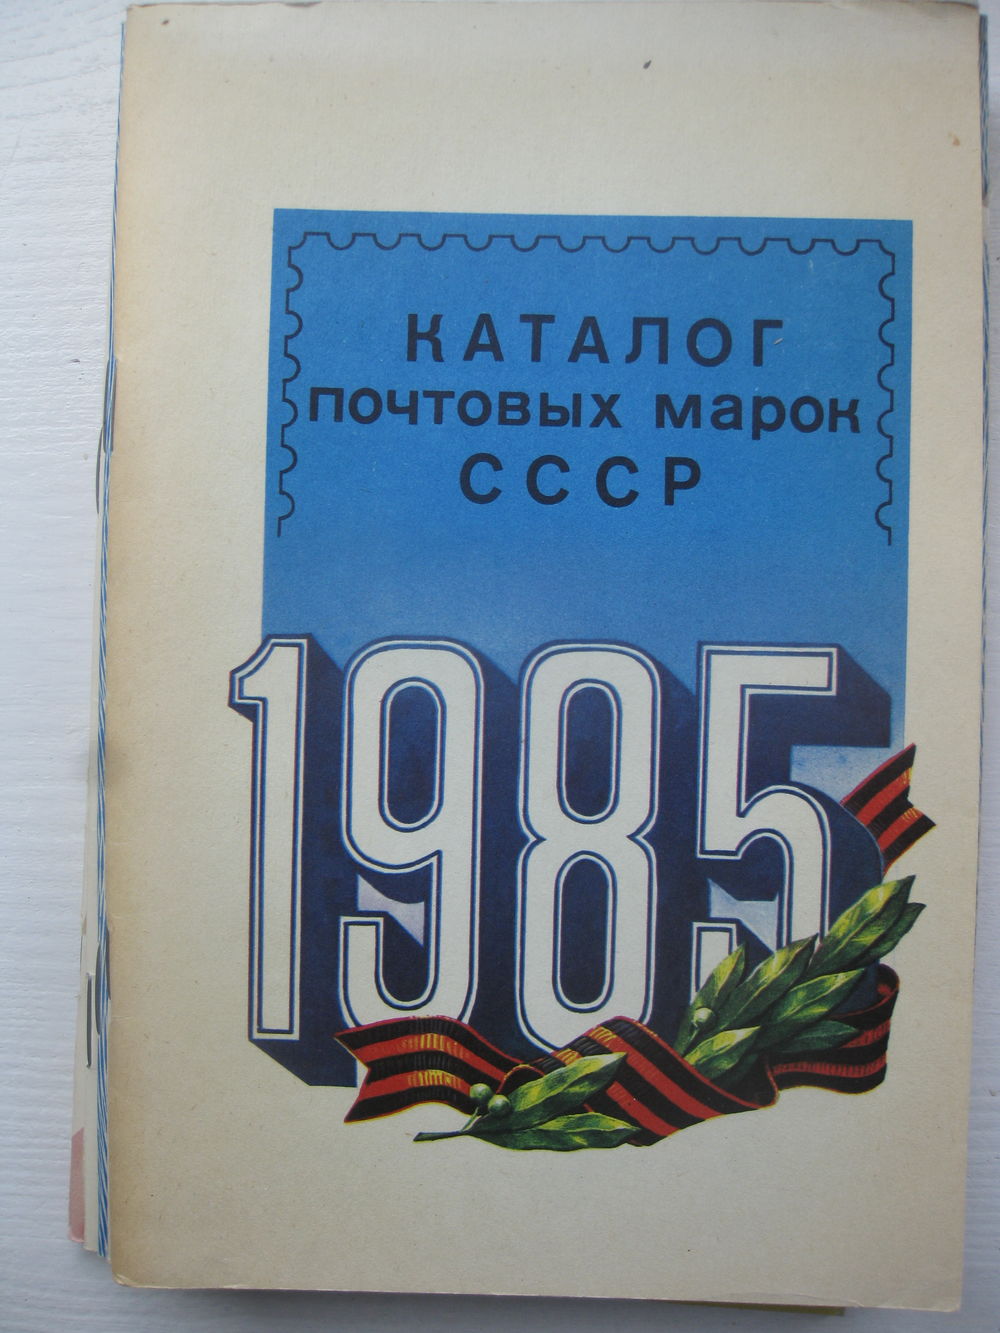 КАТАЛОГ
почтовых марок
СССР
1985